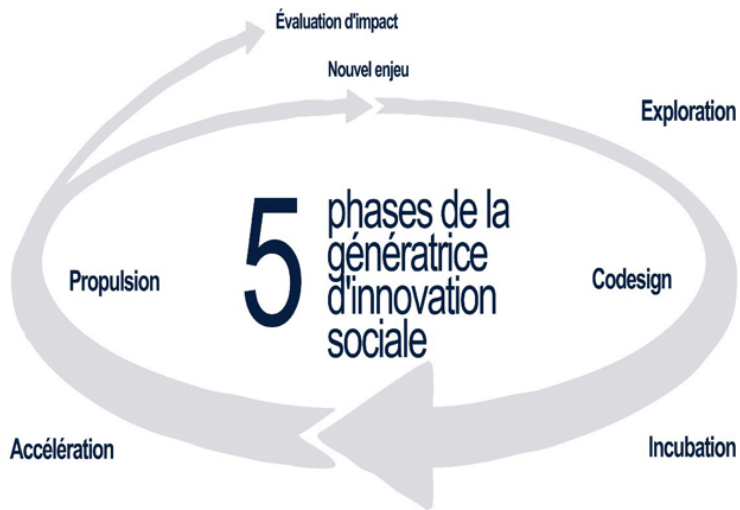 Évaluation d'impact
Nouvel enjeu
Exploration
5
phases de la
génératrice
d'innovation
sociale
Propulsion
Codesign
Accélération
Incubation